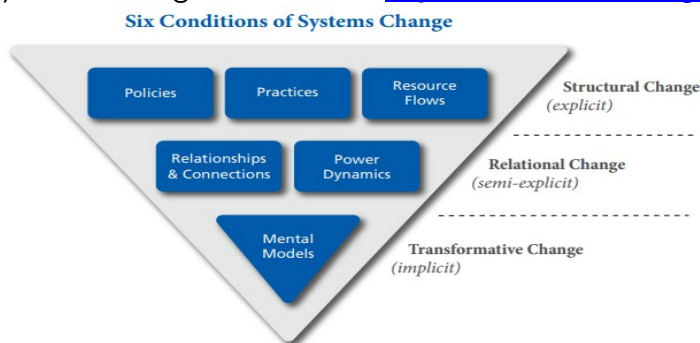 Six Conditions of Systems Change
Policies
Practices
Resource
Flows
Structural Change
(explicit)
Relationships
& Connections
Power
Dynamics
Relational Change
(semi-explicit)
Mental
Models
Transformative Change
(implicit)